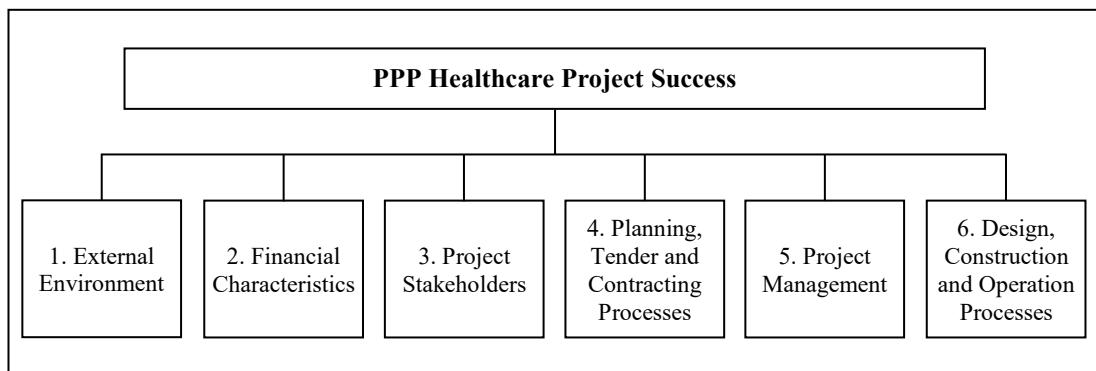 PPP Healthcare Project Success
1. External
Environment
2. Financial
Characteristics
3. Project
Stakeholders
4. Planning,
Tender and
Contracting
Processes
5. Project
Management
6. Design,
Construction
and Operation
Processes